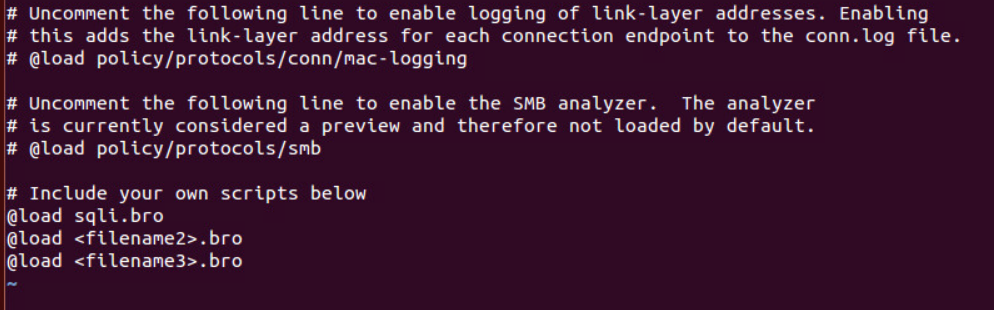 # Uncomment the following line to enable logging of link-layer addresses. Enabling
# this adds the link-layer address for each connection endpoint to the conn.log file.
# @load policy/protocols/conn/mac-logging
# Uncomment the following line to enable the SMB analyzer.  The analyzer
# is currently considered a preview and therefore not loaded by default.
# @load policy/protocols/smb
# Include your own scripts below
@load sqli.bro
@load <filename2>.bro
@load <filename3>.bro
~